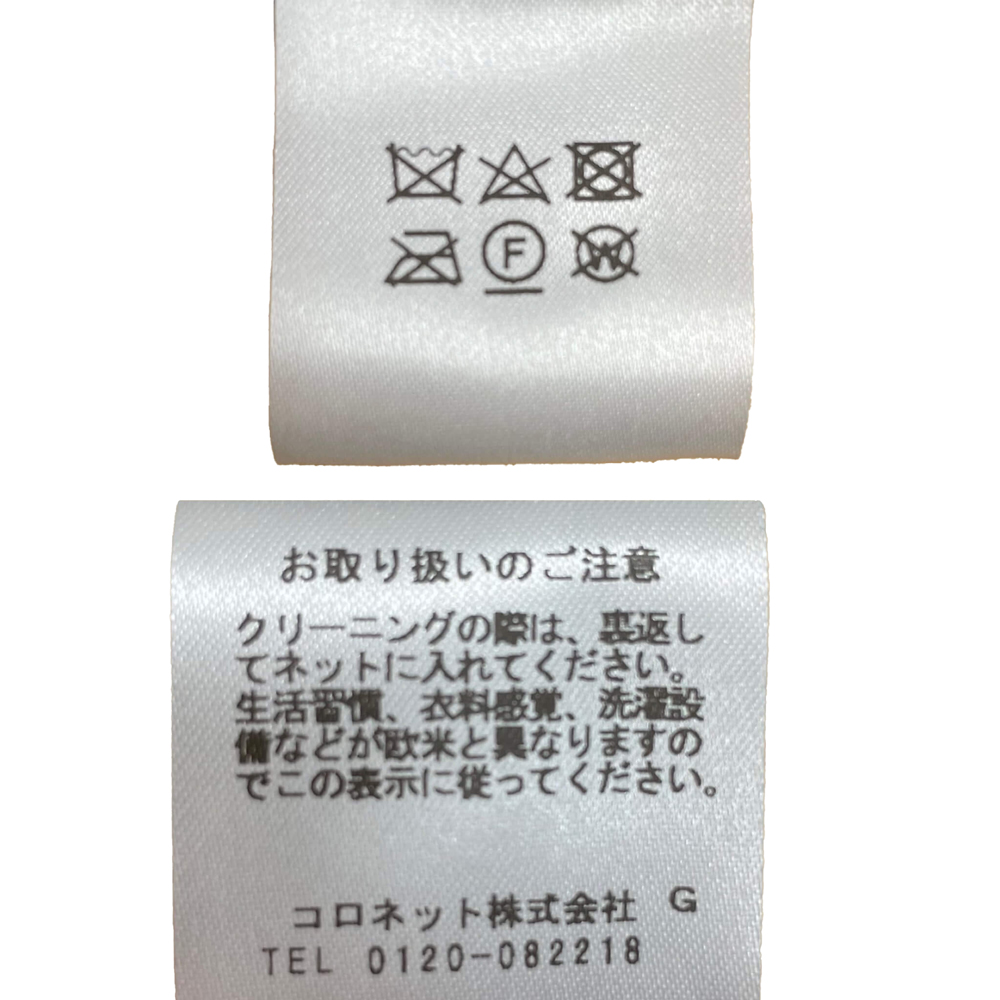 F
W
お取り扱いのご注意
クリーニングの際は、裏返し
てネットに入れてください。
生活習慣、衣料感覚、洗濯設
備などが欧米と異なりますの
でこの表示に従ってください。
コロネット株式会社 G
TEL 0120-082218